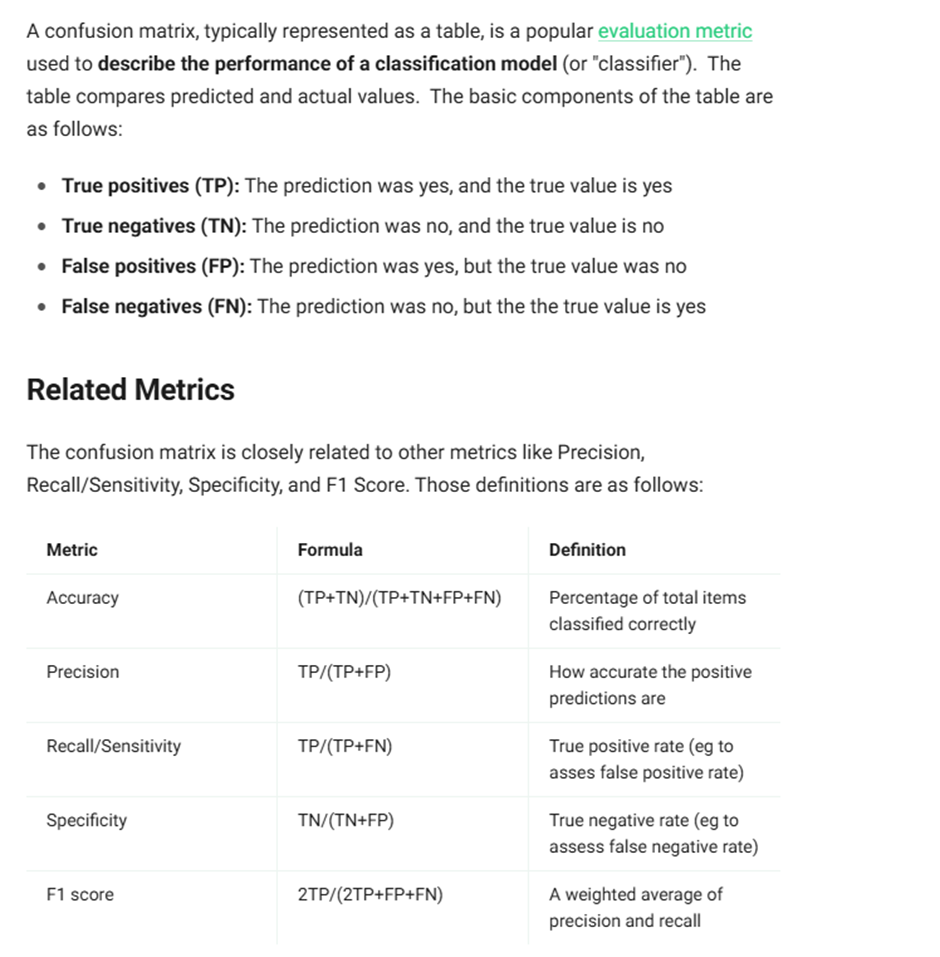 A confusion matrix, typically represented as a table, is a popular evaluation metric
used to describe the performance of a classification model (or "classifier").  The
table compares predicted and actual values.  The basic components of the table are
as follows:
• True positives (TP): The prediction was yes, and the true value is yes
• True negatives (TN): The prediction was no, and the true value is no
• False positives (FP): The prediction was yes, but the true value was no
• False negatives (FN): The prediction was no, but the the true value is yes
Related Metrics
The confusion matrix is closely related to other metrics like Precision,
Recall/Sensitivity, Specificity, and F1 Score. Those definitions are as follows:
Metric Formula Definition
Accuracy (TP+TN)/(TP+TN+FP+FN) Percentage of total items
classified correctly
Precision TP/(TP+FP) How accurate the positive
predictions are
Recall/Sensitivity TP/(TP+FN) True positive rate (eg to
asses false positive rate)
Specificity TN/(TN+FP) True negative rate (eg to
assess false negative rate)
F1 score 2TP/(2TP+FP+FN) A weighted average of
precision and recall